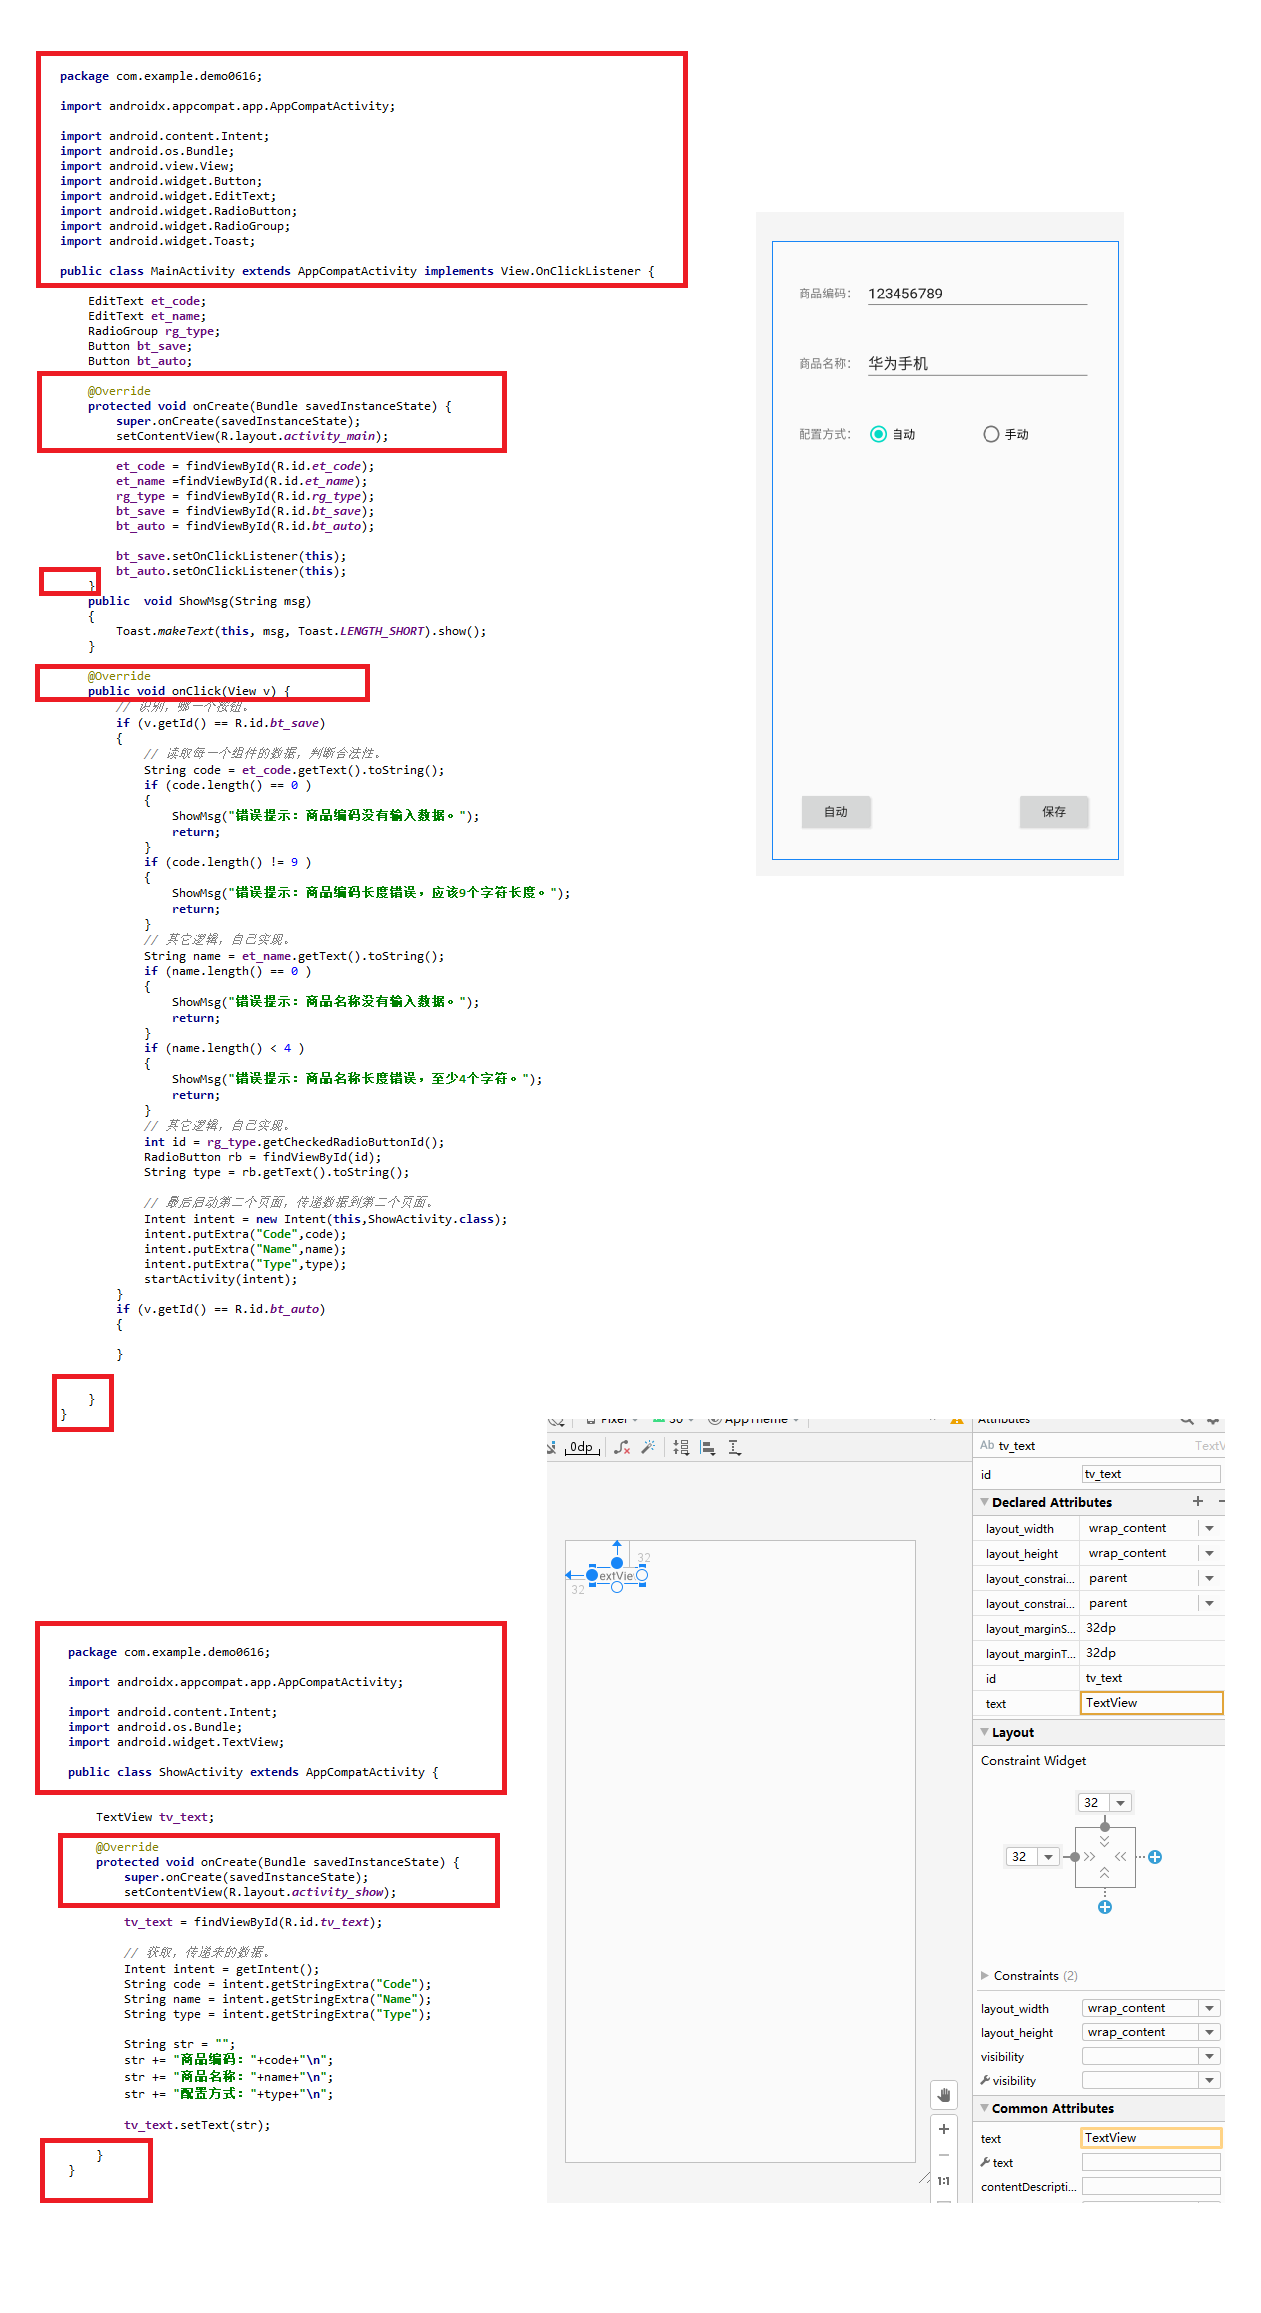 package com.example.demo0616;
import androidx.appcompat.app.AppCompatActivity;
import android.content.Intent;
import android.os.Bundle;
import android.view.View;
import android.widget.Button;
import android.widget.EditText;
import android.widget.RadioButton;
import android.widget.RadioGroup;
import android.widget.Toast;
public class MainActivity extends AppCompatActivity implements View.OnClickListener {
EditText et_code;
EditText et_name;
RadioGroup rg_type;
Button bt_save;
Button bt_auto;
@Override
protected void onCreate(Bundle savedInstanceState) {
super.onCreate(savedInstanceState);
setContentView(R.layout.activity_main);
et_code = findViewById(R.id.et_code);
et_name =findViewById(R.id.et_name);
rg_type = findViewById(R.id.rg_type);
bt_save = findViewById(R.id.bt_save);
bt_auto = findViewById(R.id.bt_auto);
bt_save.setOnClickListener(this);
bt_auto.setOnClickListener(this);
}
public  void ShowMsg(String msg)
{
Toast.makeText(this, msg, Toast.LENGTH_SHORT).show();
}
@Override
public void onClick(View v) {
// 识别，哪一个按钮。
if (v.getId() == R.id.bt_save)
{
// 读取每一个组件的数据，判断合法性。
String code = et_code.getText().toString();
if (code.length() == 0 )
{
ShowMsg("错误提示：商品编码没有输入数据。");
return;
}
if (code.length() != 9 )
{
ShowMsg("错误提示：商品编码长度错误，应该9个字符长度。");
return;
}
// 其它逻辑，自己实现。
String name = et_name.getText().toString();
if (name.length() == 0 )
{
ShowMsg("错误提示：商品名称没有输入数据。");
return;
}
if (name.length() < 4 )
{
ShowMsg("错误提示：商品名称长度错误，至少4个字符。");
return;
}
// 其它逻辑，自己实现。
int id = rg_type.getCheckedRadioButtonId();
RadioButton rb = findViewById(id);
String type = rb.getText().toString();
// 最后启动第二个页面，传递数据到第二个页面。
Intent intent = new Intent(this,ShowActivity.class);
intent.putExtra("Code",code);
intent.putExtra("Name",name);
intent.putExtra("Type",type);
startActivity(intent);
}
if (v.getId() == R.id.bt_auto)
{
}
}
}
商品编码： 123456789
商品名称： 华为手机
配置方式： 自动 手动
自动 保存
package com.example.demo0616;
import androidx.appcompat.app.AppCompatActivity;
import android.content.Intent;
import android.os.Bundle;
import android.widget.TextView;
public class ShowActivity extends AppCompatActivity {
TextView tv_text;
@Override
protected void onCreate(Bundle savedInstanceState) {
super.onCreate(savedInstanceState);
setContentView(R.layout.activity_show);
tv_text = findViewById(R.id.tv_text);
// 获取，传递来的数据。
Intent intent = getIntent();
String code = intent.getStringExtra("Code");
String name = intent.getStringExtra("Name");
String type = intent.getStringExtra("Type");
String str = "";
str += "商品编码："+code+"\n";
str += "商品名称："+name+"\n";
str += "配置方式："+type+"\n";
tv_text.setText(str);
}
}
Pixel 30 AppTheme
0dp
32
extVie
32
1:1
Attributes
Ab tv_text TextV
id tv_text
Declared Attributes
layout_width wrap_content
layout_height wrap_content
layout_constrai... parent
layout_constrai... parent
layout_marginS... 32dp
layout_marginT... 32dp
id tv_text
text TextView
Layout
Constraint Widget
32
32
Constraints (2)
layout_width wrap_content
layout_height wrap_content
visibility
visibility
Common Attributes
text TextView
text
contentDescripti...